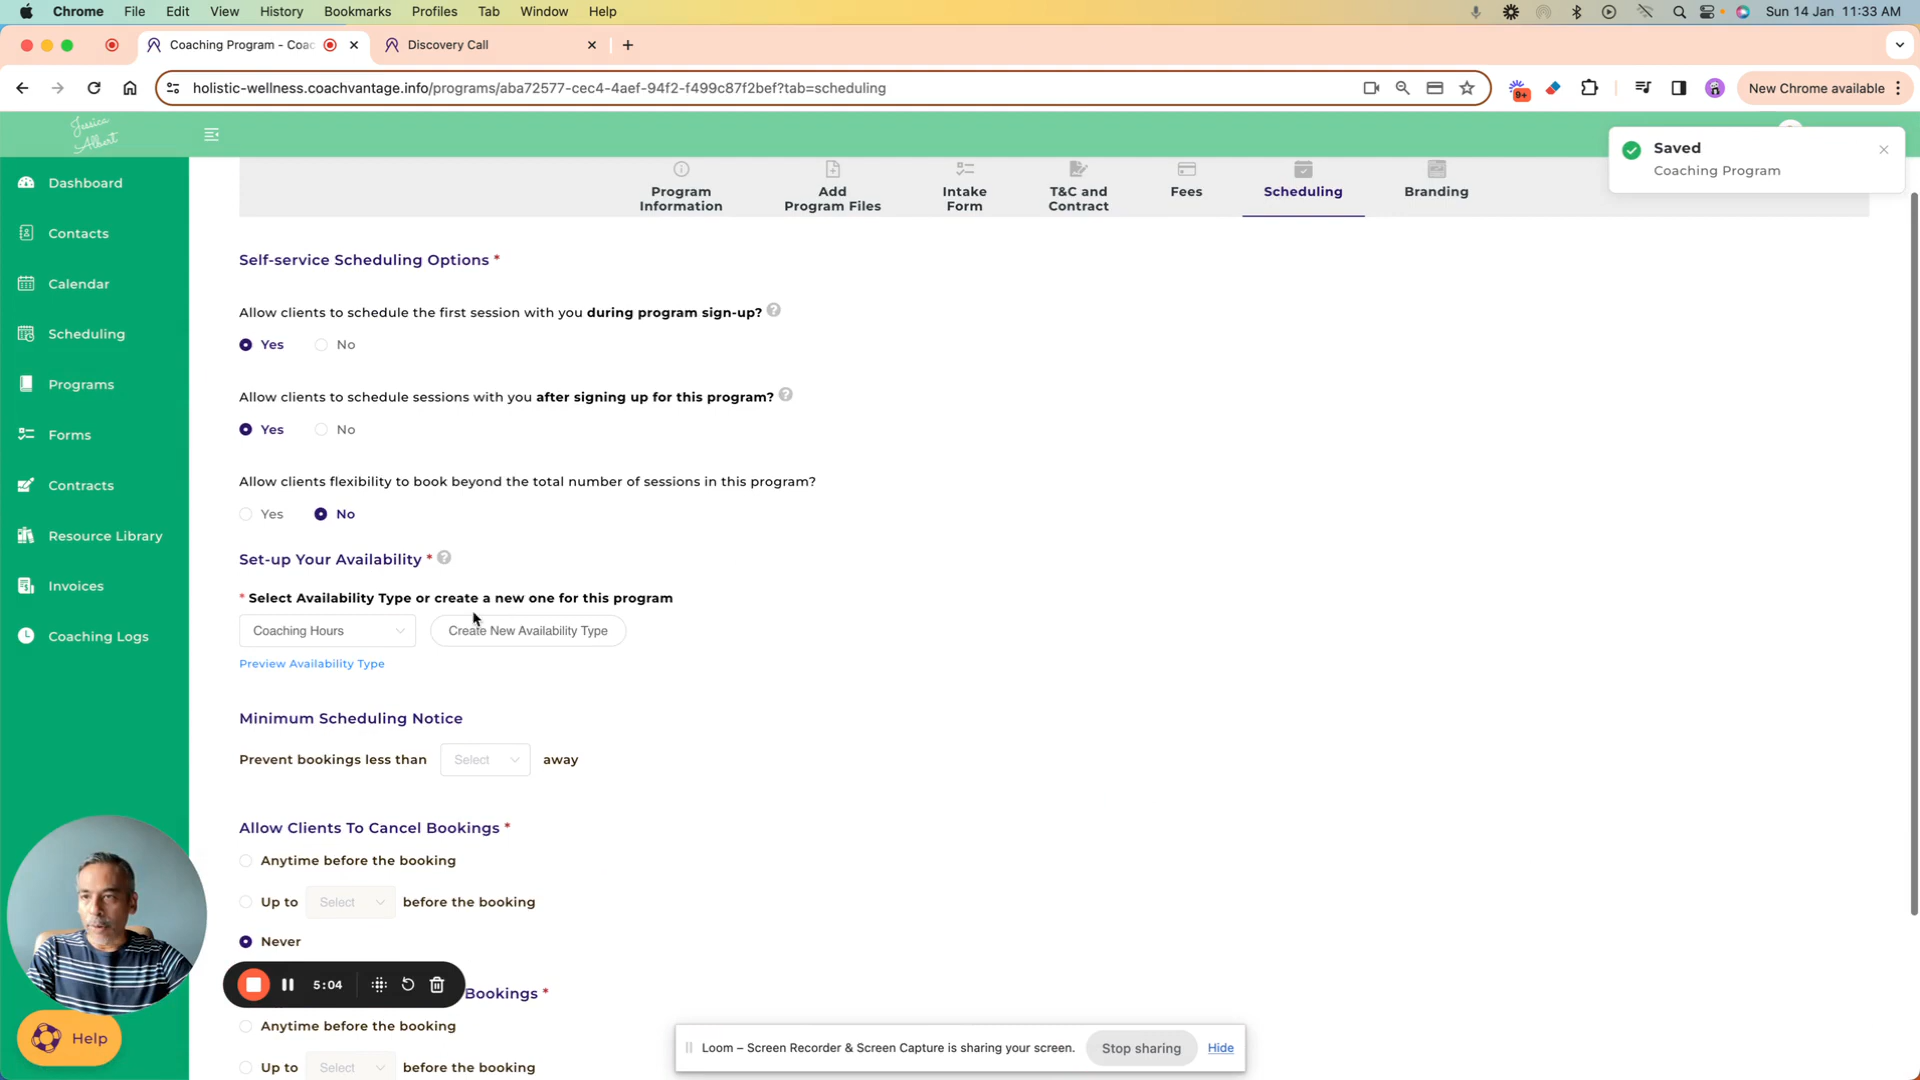 Chrome File Edit View History Bookmarks Profiles Tab Window Help Sun 14 Jan 11:33 AM
Coaching Program - Coac Discovery Call
holistic-wellness.coachvantage.info/programs/aba72577-cec4-4aef-94f2-f499c87f2bef?tab=scheduling 9+ New Chrome available
Jessica
Albert
Saved
Coaching Program
Dashboard
Contacts
Calendar
Scheduling
Programs
Forms
Contracts
Resource Library
Invoices
Coaching Logs
Program Information
Add Program Files
Intake Form
T&C and Contract
Fees
Scheduling
Branding
Self-service Scheduling Options *
Allow clients to schedule the first session with you during program sign-up? ?
Yes No
Allow clients to schedule sessions with you after signing up for this program? ?
Yes No
Allow clients flexibility to book beyond the total number of sessions in this program?
Yes No
Set-up Your Availability * ?
* Select Availability Type or create a new one for this program
Coaching Hours Create New Availability Type
Preview Availability Type
Minimum Scheduling Notice
Prevent bookings less than Select away
Allow Clients To Cancel Bookings *
Anytime before the booking
Up to Select before the booking
Never
5:04 Bookings *
Anytime before the booking
Up to Select before the booking
Help
Loom – Screen Recorder & Screen Capture is sharing your screen. Stop sharing Hide